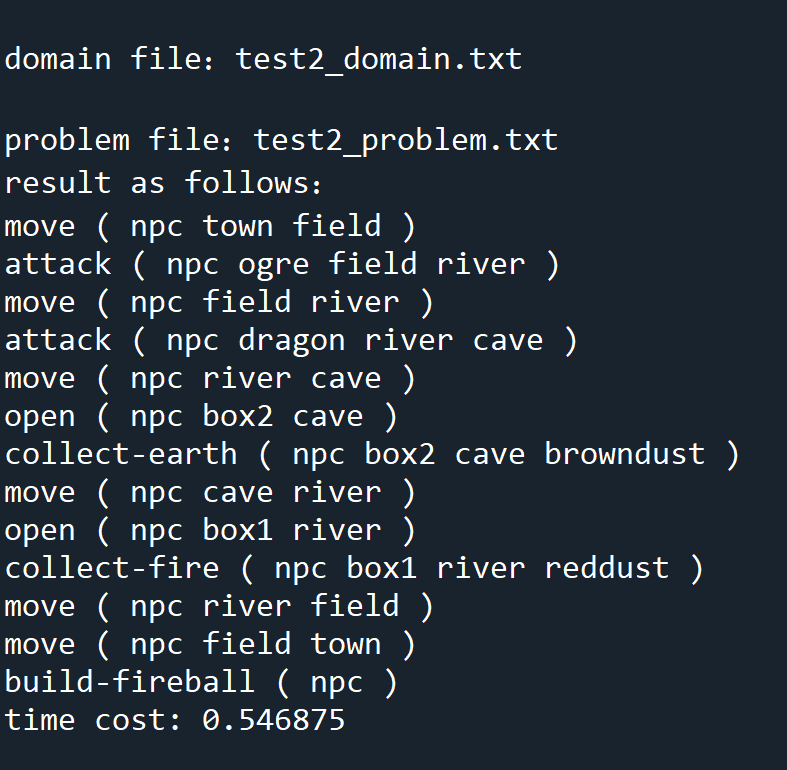 domain file：test2_domain.txt
problem file：test2_problem.txt
result as follows：
move ( npc town field )
attack ( npc ogre field river )
move ( npc field river )
attack ( npc dragon river cave )
move ( npc river cave )
open ( npc box2 cave )
collect-earth ( npc box2 cave browndust )
move ( npc cave river )
open ( npc box1 river )
collect-fire ( npc box1 river reddust )
move ( npc river field )
move ( npc field town )
build-fireball ( npc )
time cost: 0.546875